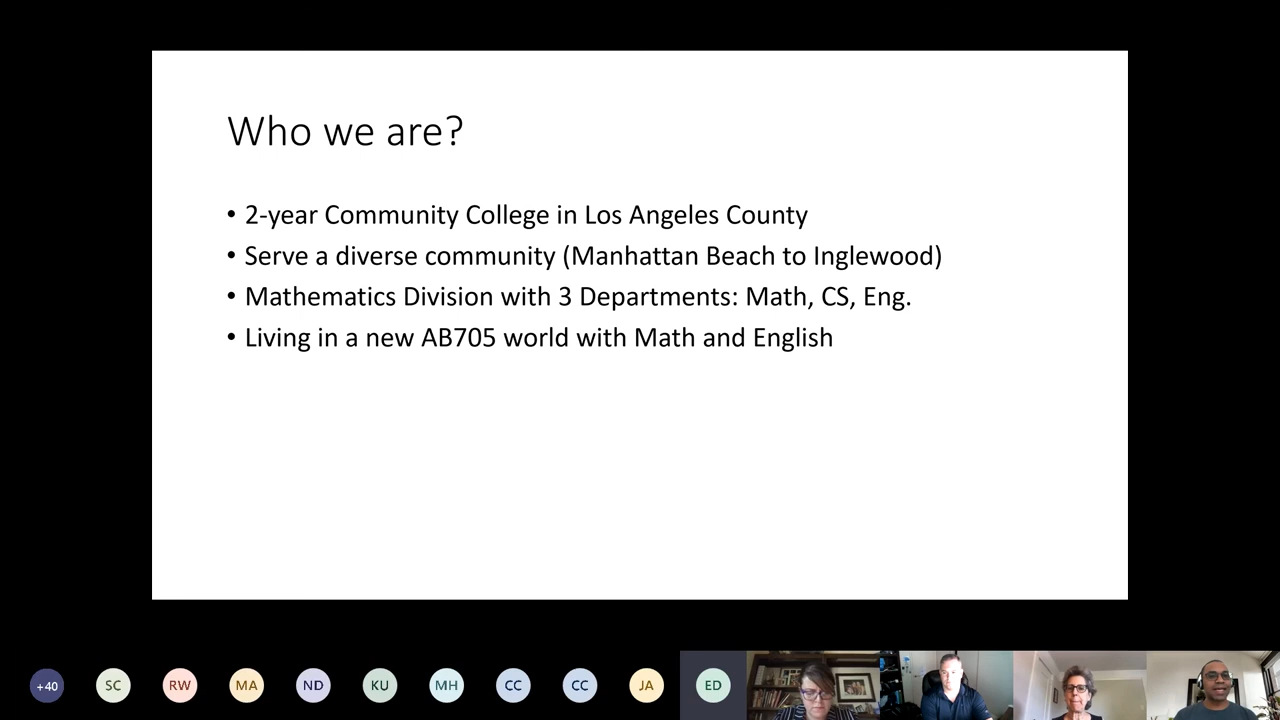 Who we are?
• 2-year Community College in Los Angeles County
• Serve a diverse community (Manhattan Beach to Inglewood)
• Mathematics Division with 3 Departments: Math, CS, Eng.
• Living in a new AB705 world with Math and English
+40 SC RW MA ND KU MH CC CC JA ED